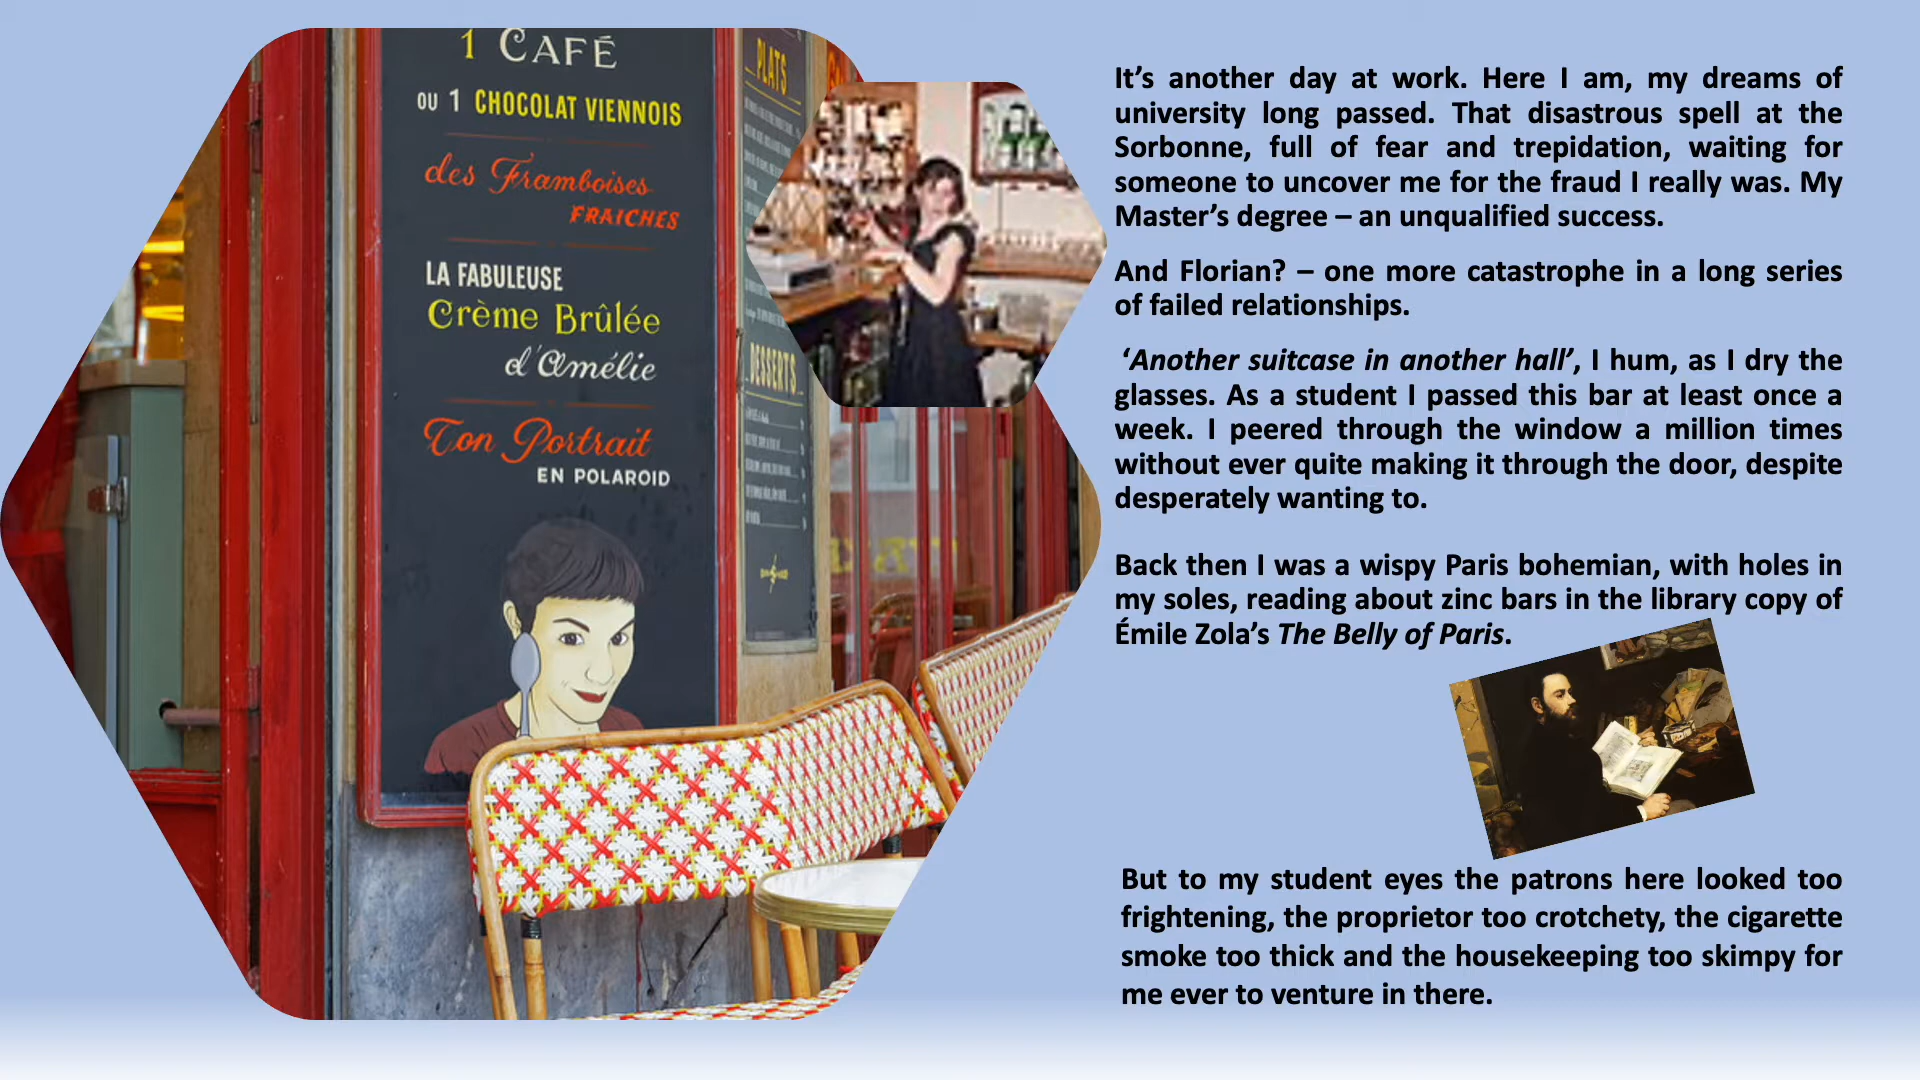 1 CAFÉ
OU 1 CHOCOLAT VIENNOIS
des Framboises
FRAICHES
LA FABULEUSE
Crème Brûlée
d'Amélie
Ton Portrait
EN POLAROID
PLATS
DESSERTS
It’s another day at work. Here I am, my dreams of
university long passed. That disastrous spell at the
Sorbonne, full of fear and trepidation, waiting for
someone to uncover me for the fraud I really was. My
Master’s degree – an unqualified success.
And Florian? – one more catastrophe in a long series
of failed relationships.
‘Another suitcase in another hall’, I hum, as I dry the
glasses. As a student I passed this bar at least once a
week. I peered through the window a million times
without ever quite making it through the door, despite
desperately wanting to.
Back then I was a wispy Paris bohemian, with holes in
my soles, reading about zinc bars in the library copy of
Émile Zola’s The Belly of Paris.
But to my student eyes the patrons here looked too
frightening, the proprietor too crotchety, the cigarette
smoke too thick and the housekeeping too skimpy for
me ever to venture in there.